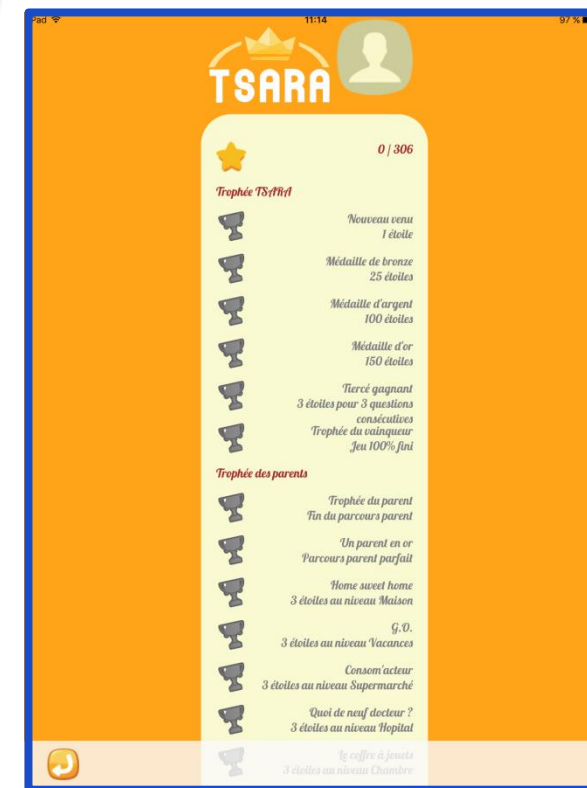 Pad 11:14 97 %
TSARA
0 / 306
Trophée TSARA
Nouveau venu
1 étoile
Médaille de bronze
25 étoiles
Médaille d'argent
100 étoiles
Médaille d'or
150 étoiles
Tiercé gagnant
3 étoiles pour 3 questions
consécutives
Trophée du vainqueur
Jeu 100% fini
Trophée des parents
Trophée du parent
Fin du parcours parent
Un parent en or
Parcours parent parfait
Home sweet home
3 étoiles au niveau Maison
G.O.
3 étoiles au niveau Vacances
Consom'acteur
3 étoiles au niveau Supermarché
Quoi de neuf docteur ?
3 étoiles au niveau Hopital
Le coffre à jouets
3 étoiles au niveau Chambre